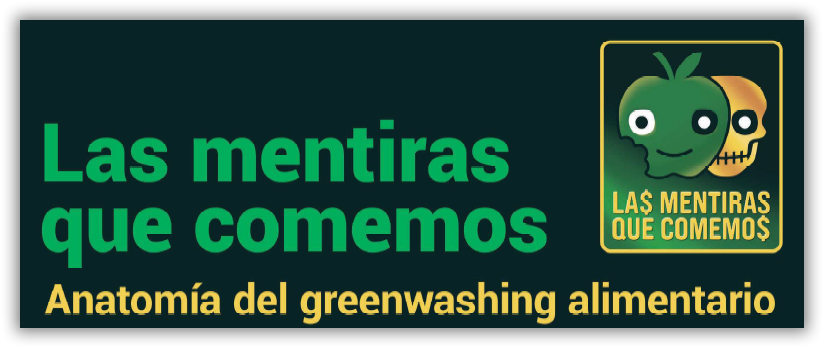 Las mentiras
que comemos
LA$ MENTIRAS
QUE COMEMO$
Anatomía del greenwashing alimentario